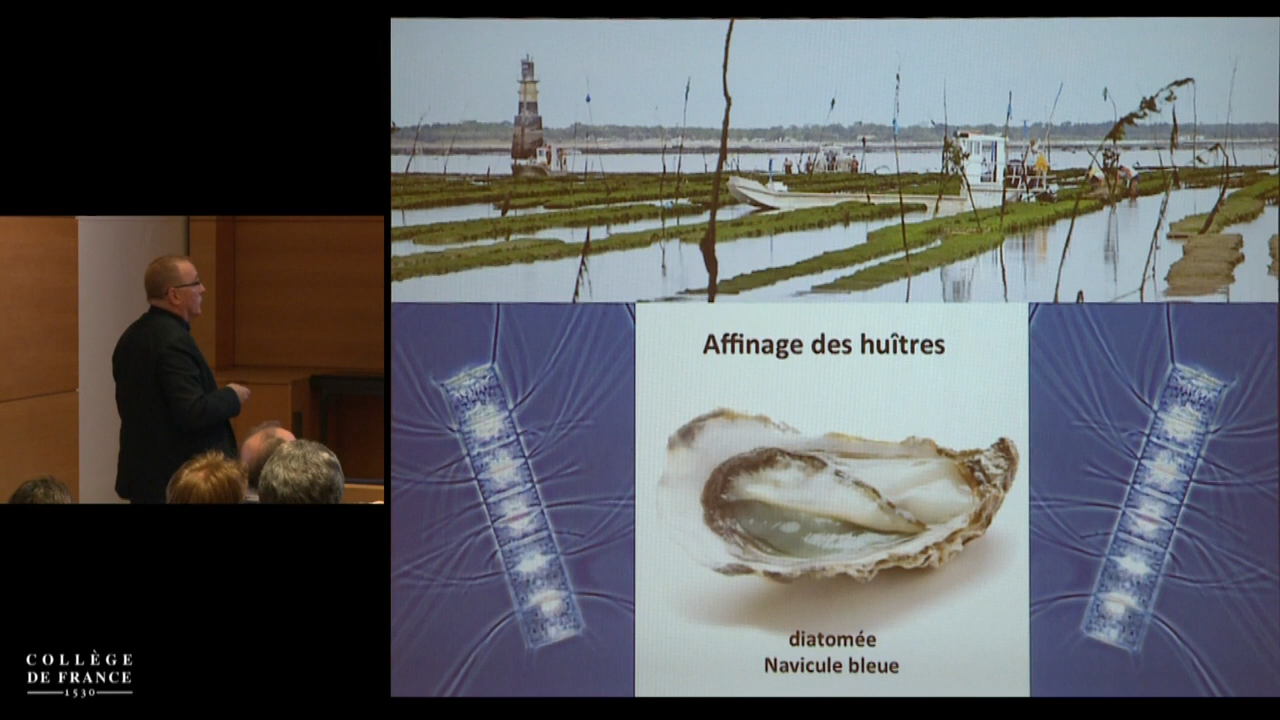 Affinage des huîtres
diatomée
Navicule bleue
COLLÈGE
DE FRANCE
1530